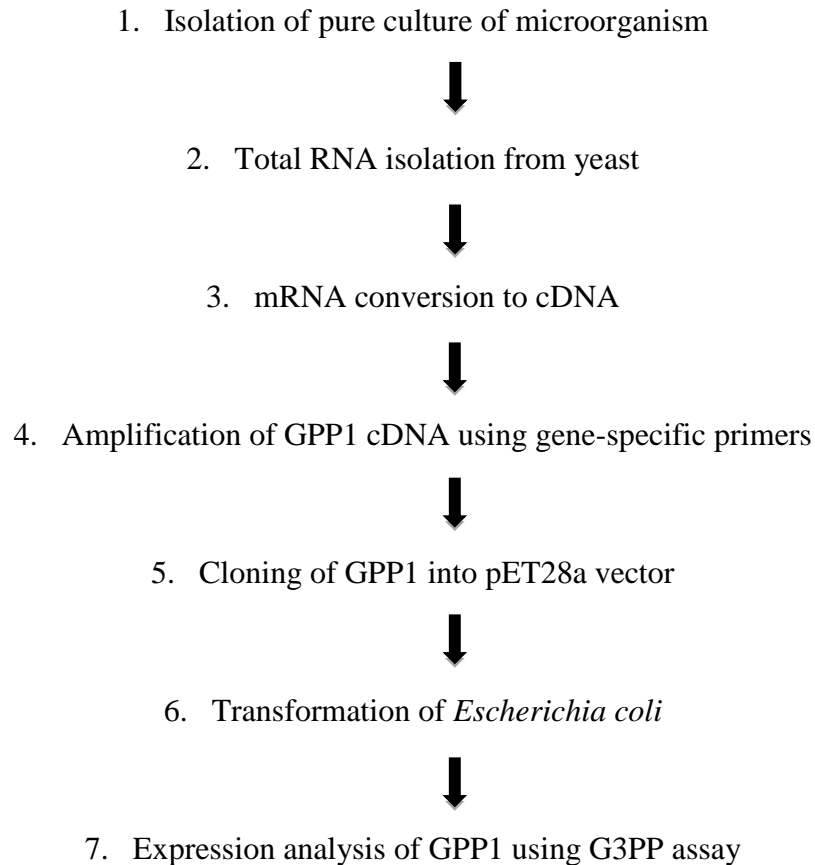 1. Isolation of pure culture of microorganism
2. Total RNA isolation from yeast
3. mRNA conversion to cDNA
4. Amplification of GPP1 cDNA using gene-specific primers
5. Cloning of GPP1 into pET28a vector
6. Transformation of Escherichia coli
7. Expression analysis of GPP1 using G3PP assay